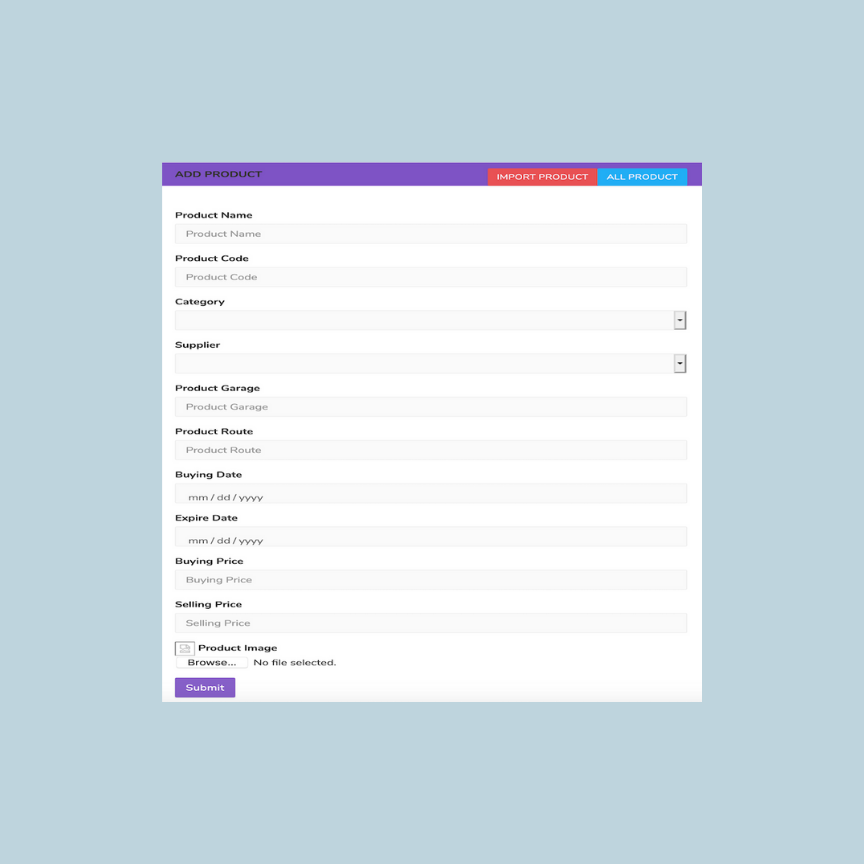 ADD PRODUCT IMPORT PRODUCT ALL PRODUCT
Product Name
Product Name
Product Code
Product Code
Category
Supplier
Product Garage
Product Garage
Product Route
Product Route
Buying Date
mm / dd / yyyy
Expire Date
mm / dd / yyyy
Buying Price
Buying Price
Selling Price
Selling Price
Product Image
Browse... No file selected.
Submit